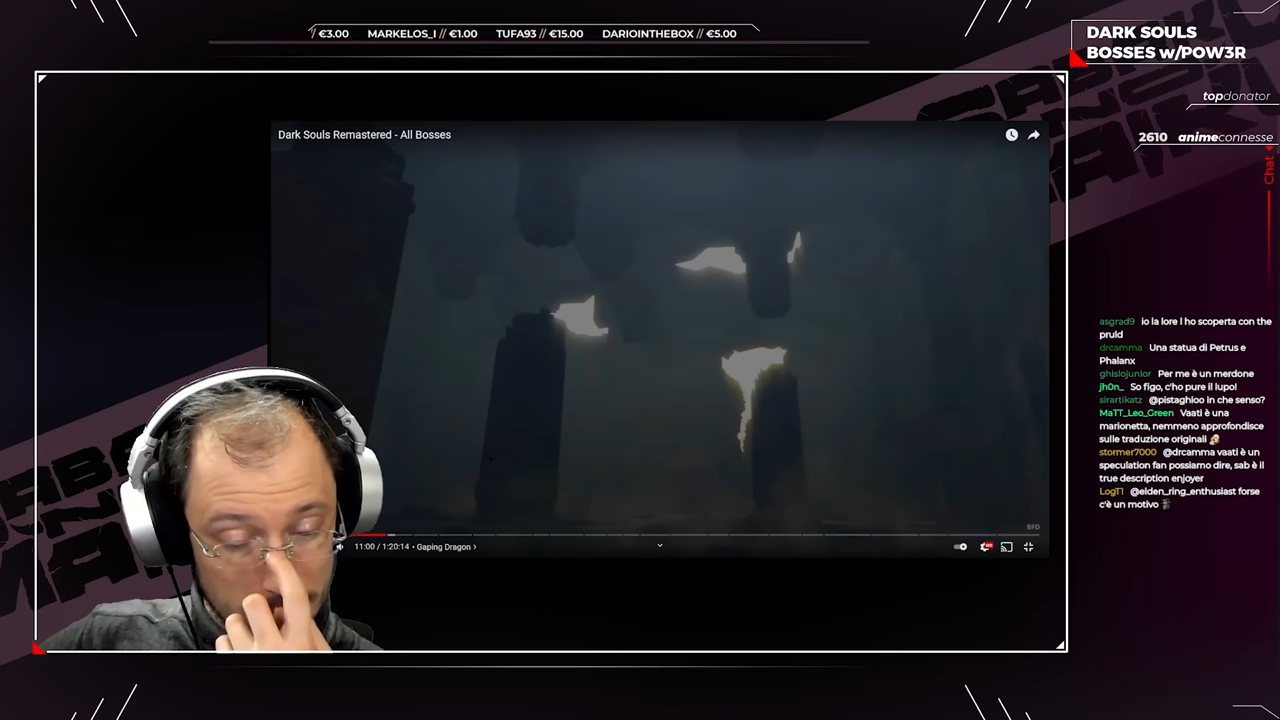 // €3.00 MARKELOS_I // €1.00 TUFA93 // €15.00 DARIOINTHEBOX // €5.00
DARK SOULS
BOSSES w/POW3R
topdonator
2610 animeconnesse
Chat
Dark Souls Remastered - All Bosses
asgrad9 io la lore l ho scoperta con the
pruld
drcamma Una statua di Petrus e
Phalanx
ghislojunior Per me è un merdone
jh0n_ So figo, c'ho pure il lupo!
sirartikatz @pistaghioo in che senso?
MaTT_Leo_Green Vaati è una
marionetta, nemmeno approfondisce
sulle traduzione originali
stormer7000 @drcamma vaati è un
speculation fan possiamo dire, sab è il
true description enjoyer
LogT1 @elden_ring_enthusiast forse
c'è un motivo
BFD
11:00 / 1:20:14 • Gaping Dragon ›